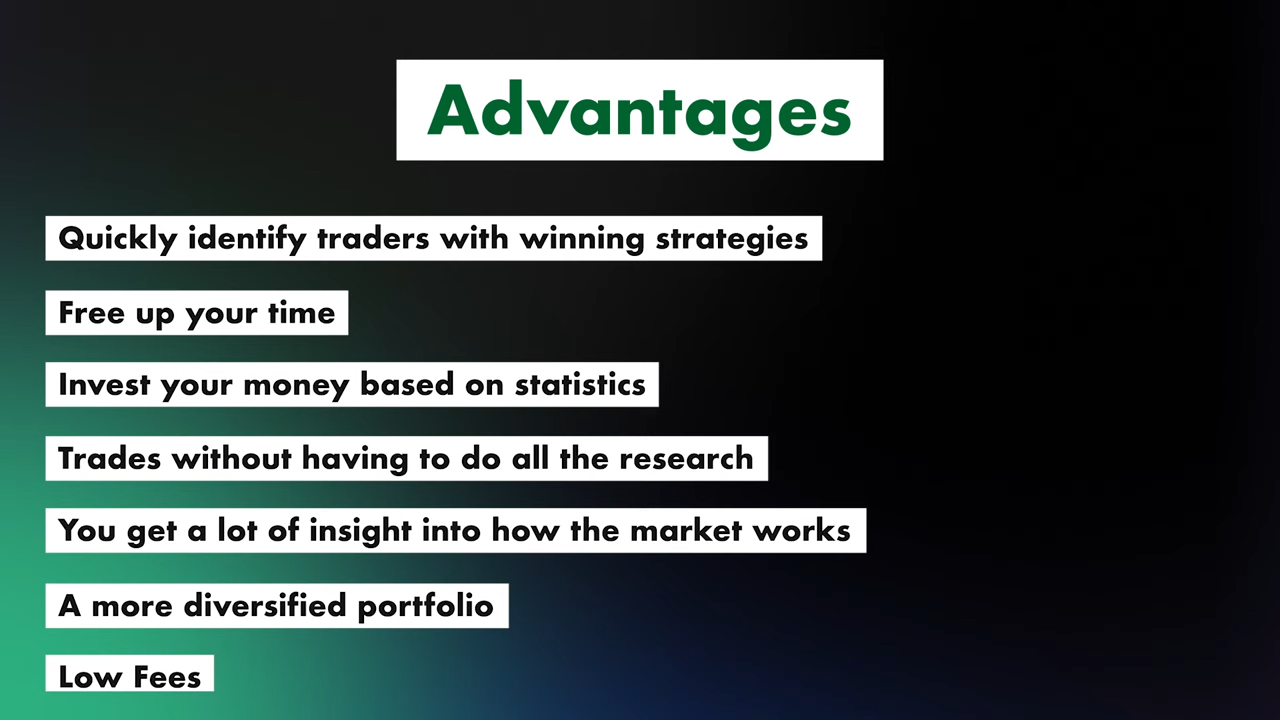 Advantages
Quickly identify traders with winning strategies
Free up your time
Invest your money based on statistics
Trades without having to do all the research
You get a lot of insight into how the market works
A more diversified portfolio
Low Fees